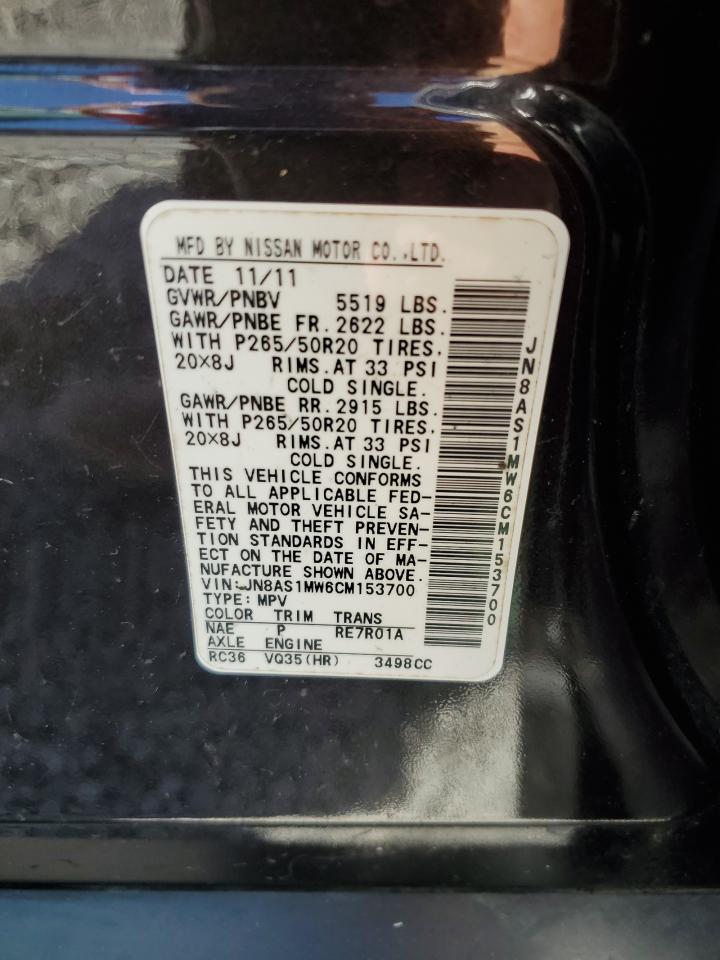 MFD BY NISSAN MOTOR CO.,LTD.
DATE 11/11
GVWR/PNBV 5519 LBS.
GAWR/PNBE FR. 2622 LBS.
WITH P265/50R20 TIRES,
20×8J RIMS.AT 33 PSI
COLD SINGLE.
GAWR/PNBE RR. 2915 LBS.
WITH P265/50R20 TIRES,
20×8J RIMS.AT 33 PSI
COLD SINGLE.
THIS VEHICLE CONFORMS
TO ALL APPLICABLE FED-
ERAL MOTOR VEHICLE SA-
FETY AND THEFT PREVEN-
TION STANDARDS IN EFF-
ECT ON THE DATE OF MA-
NUFACTURE SHOWN ABOVE.
VIN:JN8AS1MW6CM153700
TYPE:MPV
COLOR TRIM TRANS
NAE P RE7R01A
AXLE ENGINE
RC36 VQ35(HR) 3498CC
JN8AS1MW6CM153700